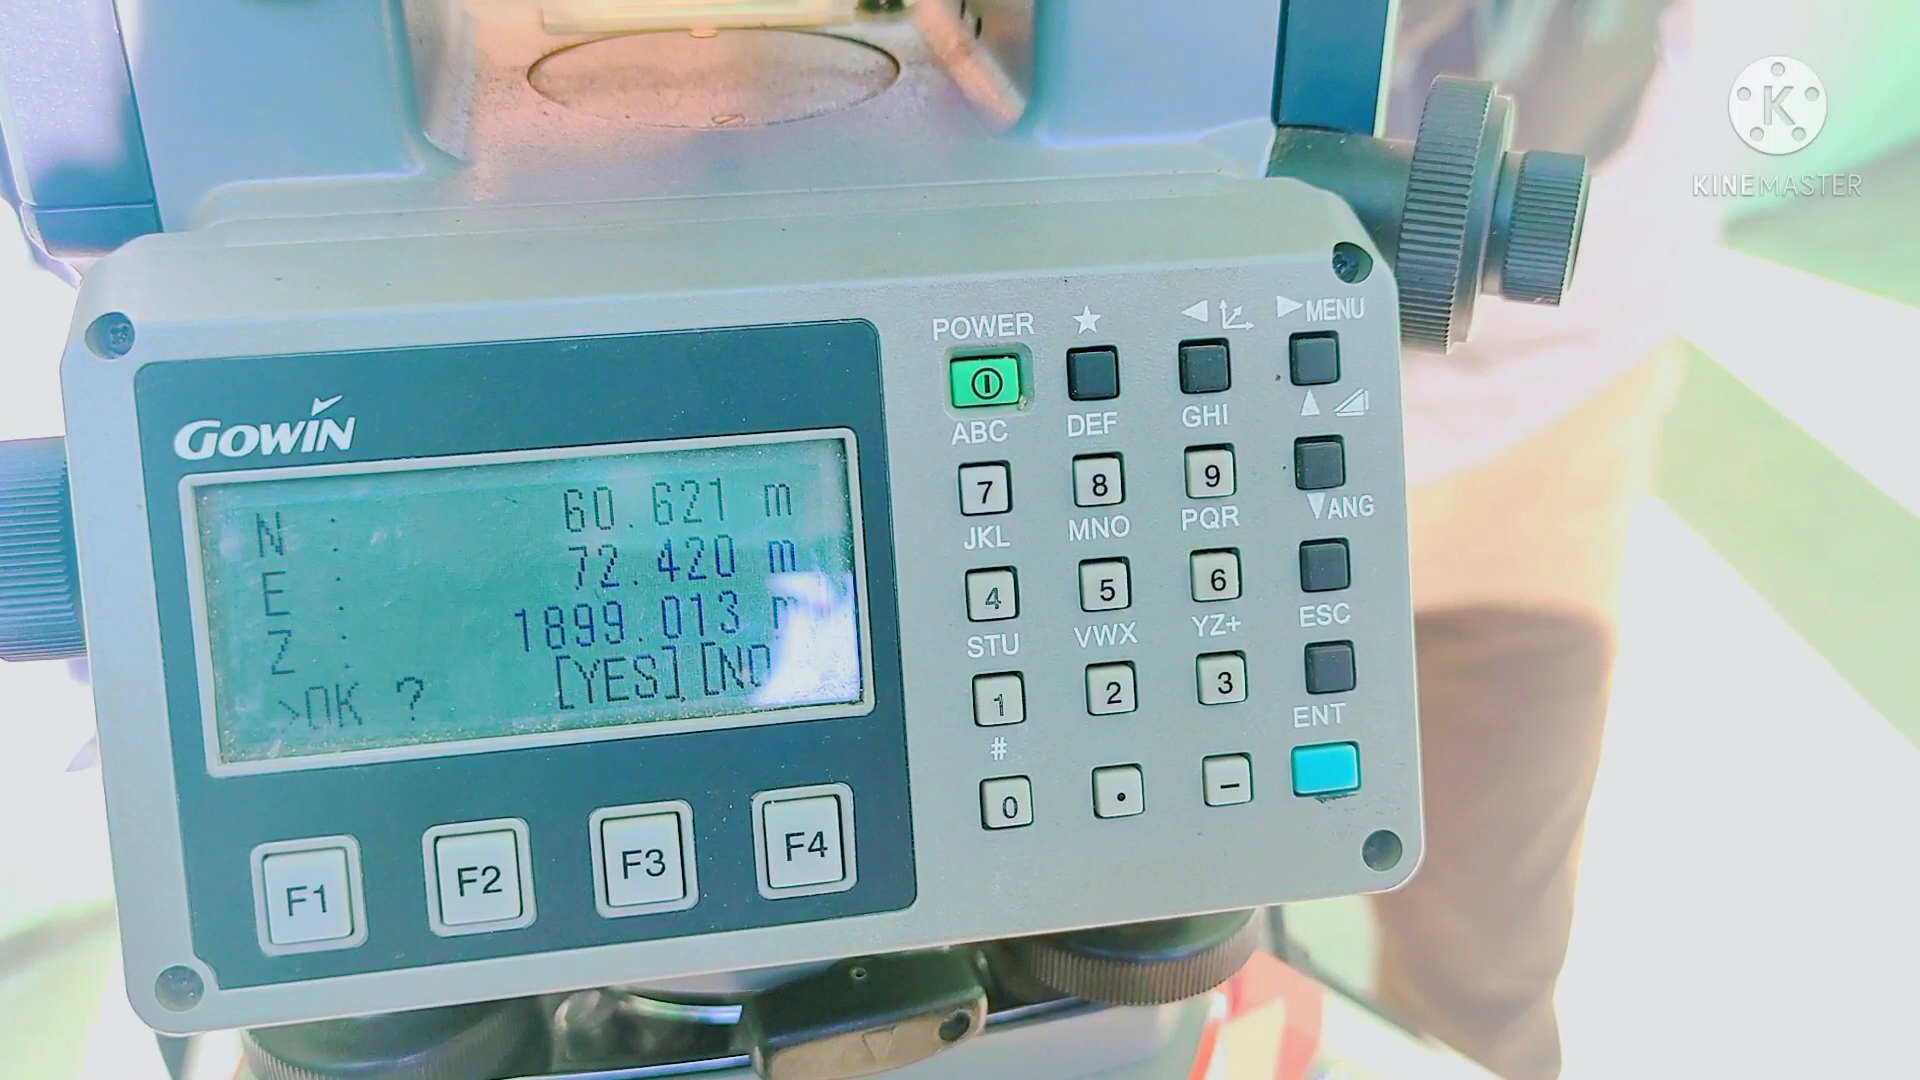 K
KINEMASTER
GOWIN
N : 60.621 m
E : 72.420 m
Z : 1899.013 m
>OK ? [YES] [NO
F1 F2 F3 F4
POWER ★ ◀ ▶MENU
ABC DEF GHI ▲
7 8 9
JKL MNO PQR ▼ANG
4 5 6
STU VWX YZ+ ESC
1 2 3
# ENT
0 . −